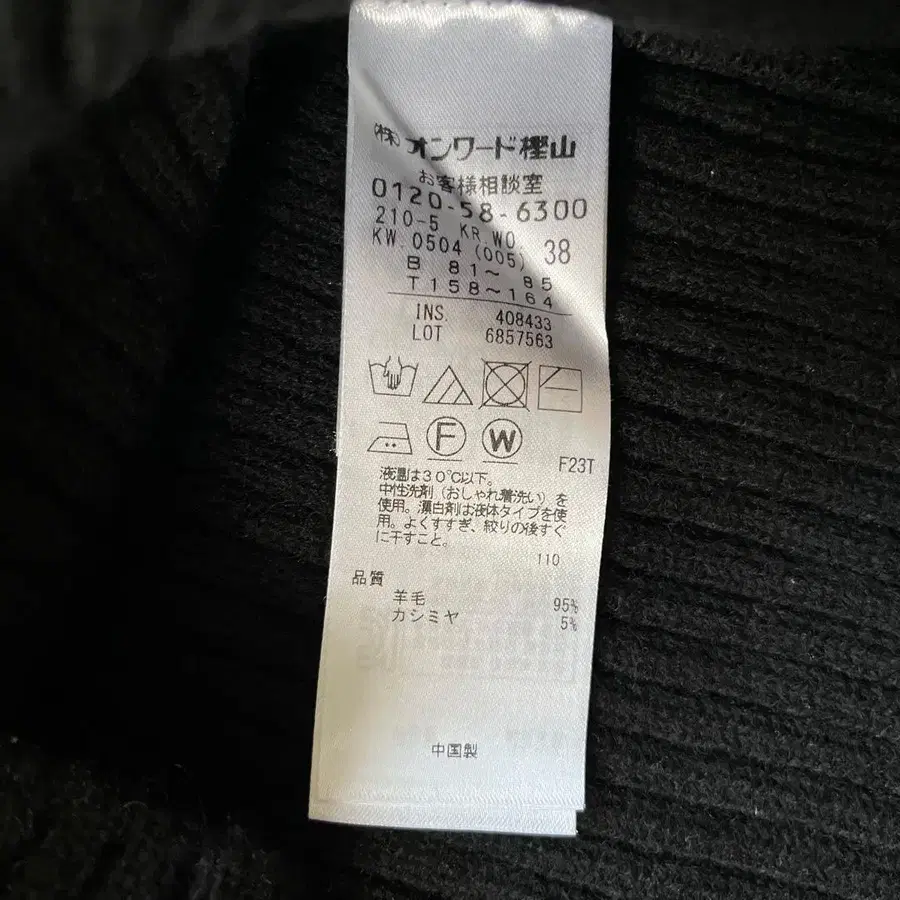 (株)オンワード樫山
お客様相談室
0120-58-6300
210-5 KR WO.
KW.0504 (005) 38
B 81～ 85
T158～164
INS. 408433
LOT 6857563
F W
F23T
液温は30℃以下。
中性洗剤（おしゃれ着洗い）を
使用。漂白剤は液体タイプを使
用。よくすすぎ、絞りの後すぐ
に干すこと。
110
品質
羊毛 95%
カシミヤ 5%
中国製